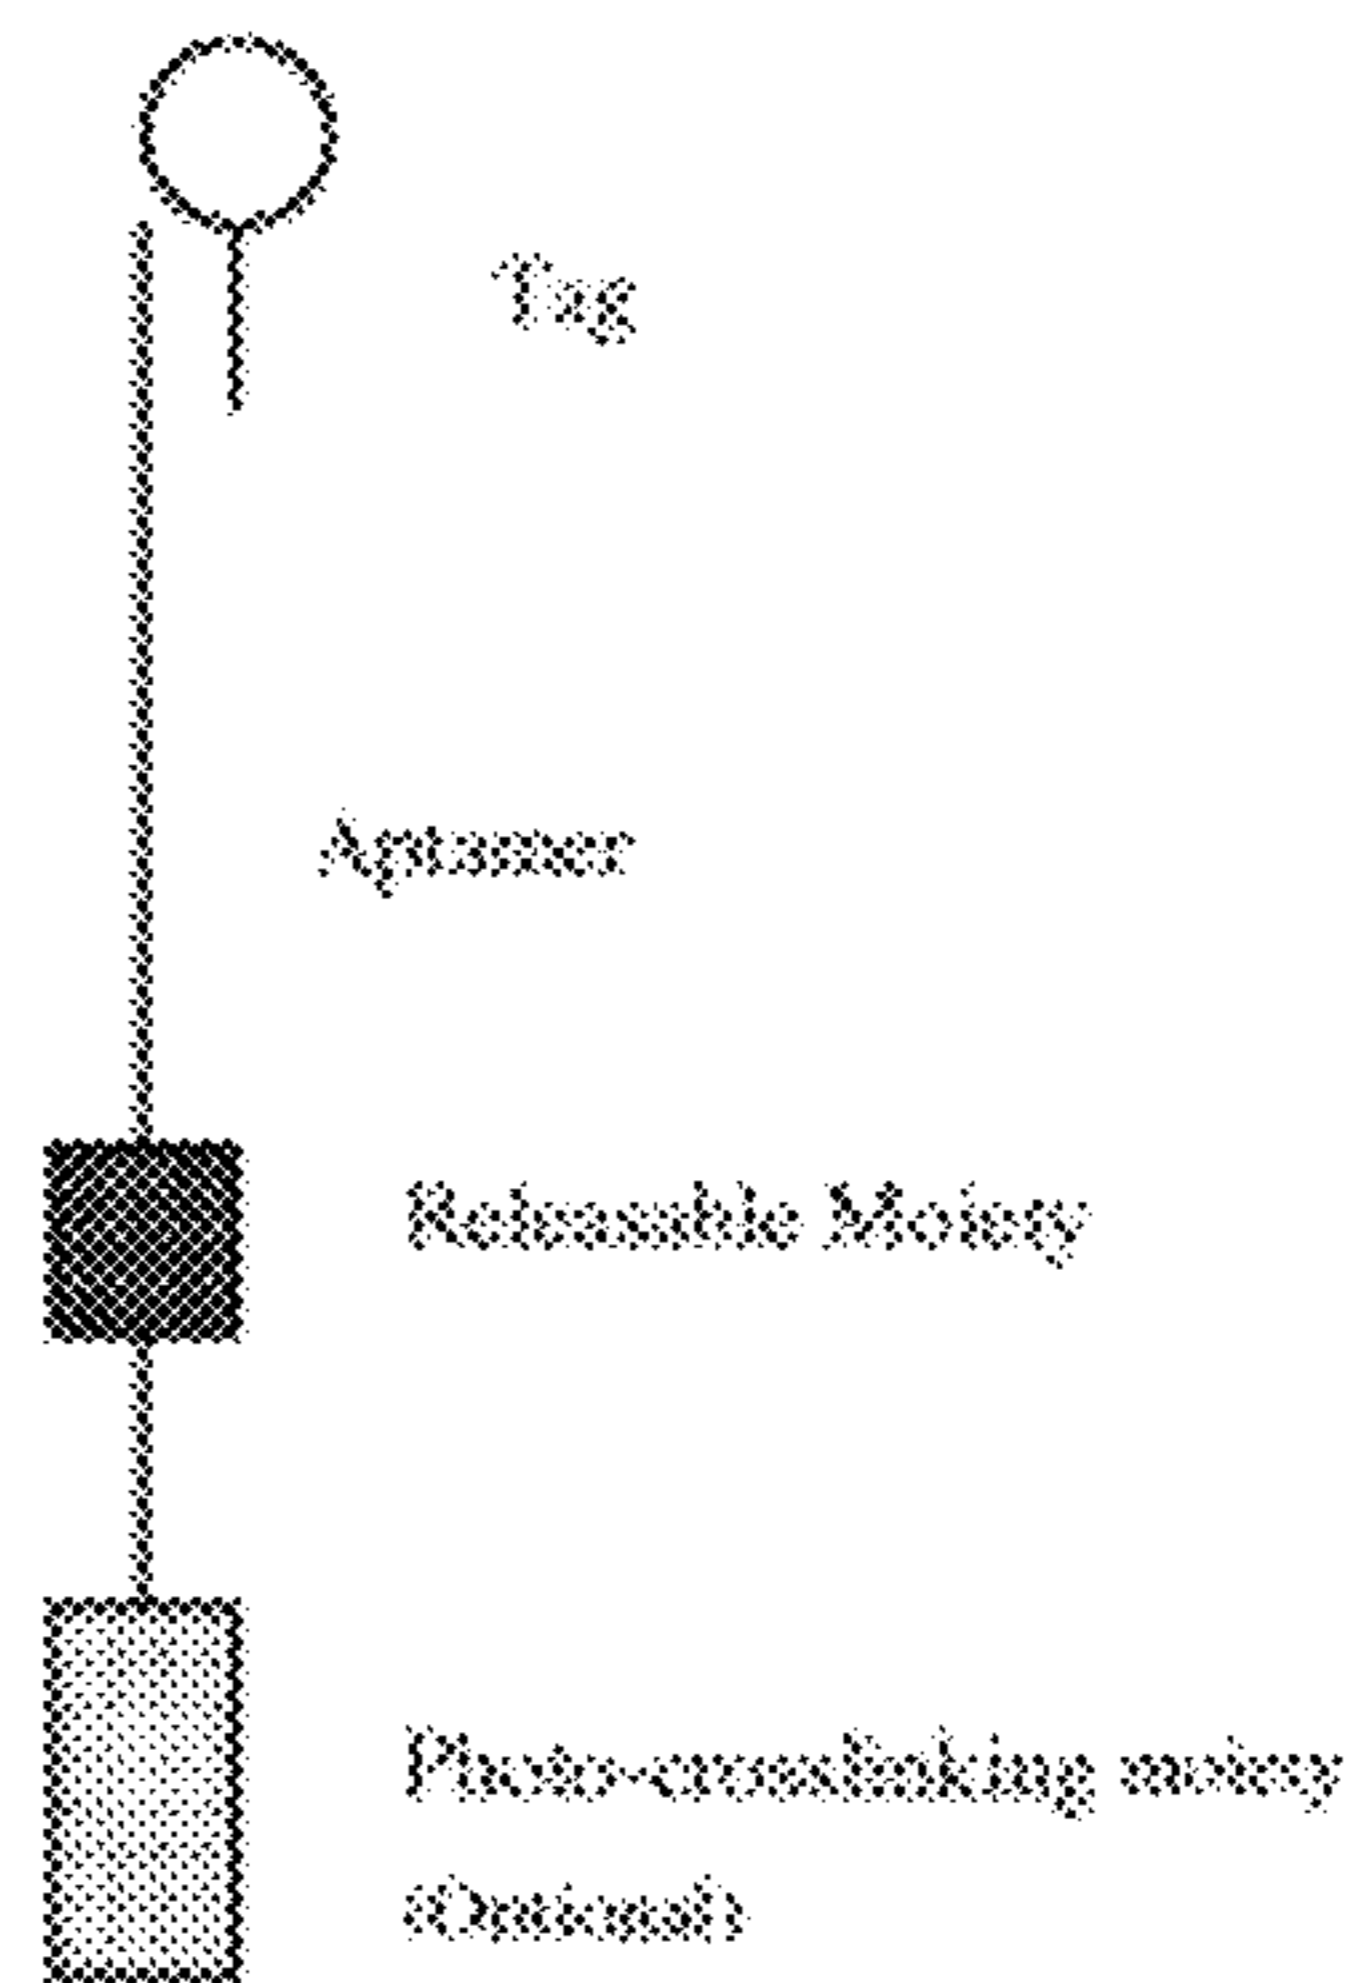 Tag
Aptamer
Releasable Moiety
Photo-crosslinking moiety
(Optional)